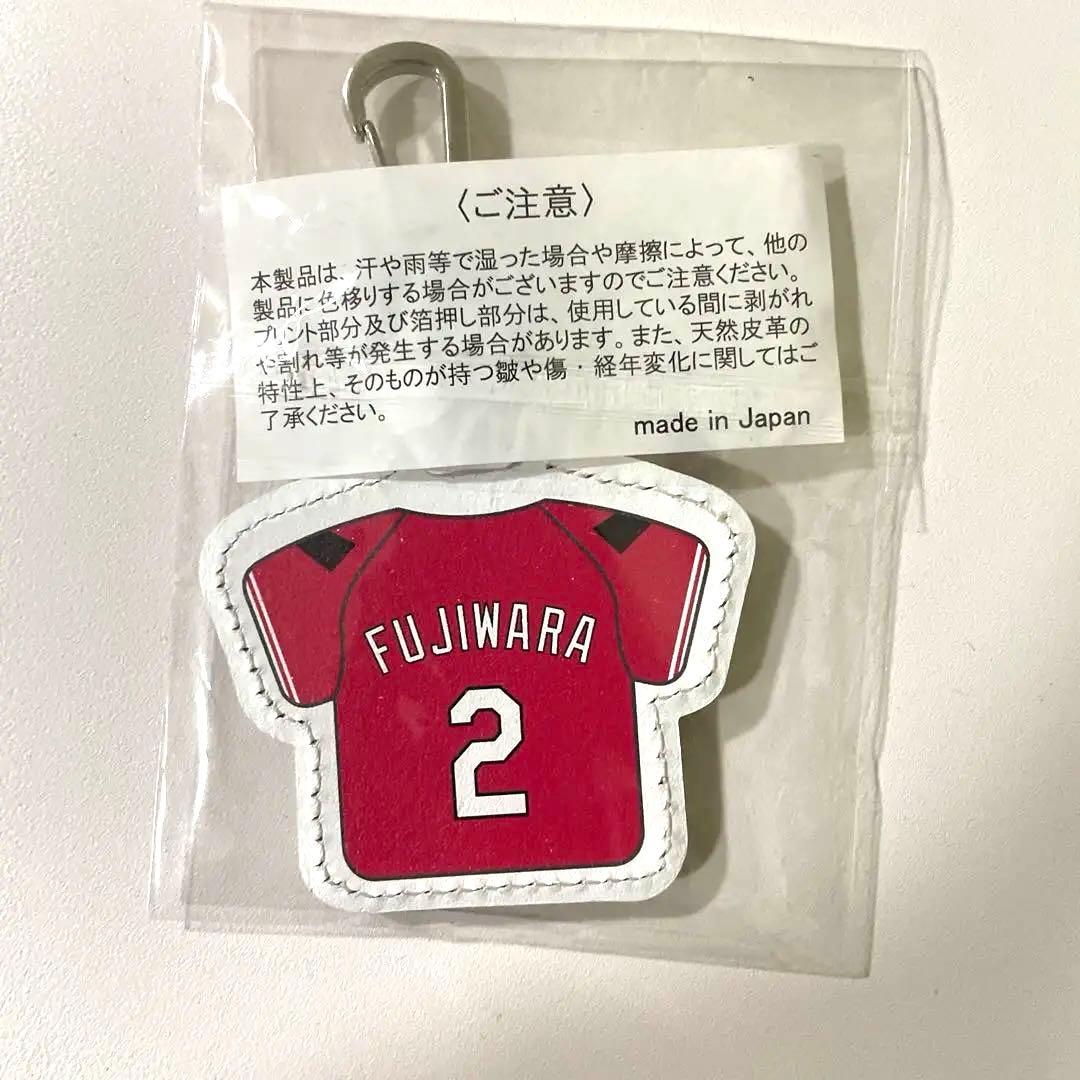 〈ご注意〉
本製品は、汗や雨等で湿った場合や摩擦によって、他の
製品に色移りする場合がございますのでご注意ください。
プリント部分及び箔押し部分は、使用している間に剥がれ
や割れ等が発生する場合があります。また、天然皮革の
特性上、そのものが持つ皺や傷・経年変化に関してはご
了承ください。
made in Japan
FUJIWARA
2